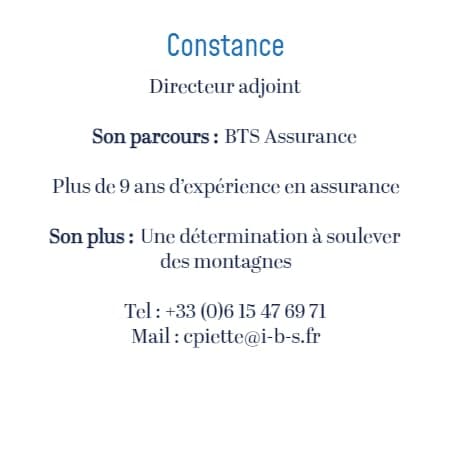 Constance
Directeur adjoint
Son parcours : BTS Assurance
Plus de 9 ans d'expérience en assurance
Son plus : Une détermination à soulever
des montagnes
Tel : +33 (0)6 15 47 69 71
Mail : cpiette@i-b-s.fr